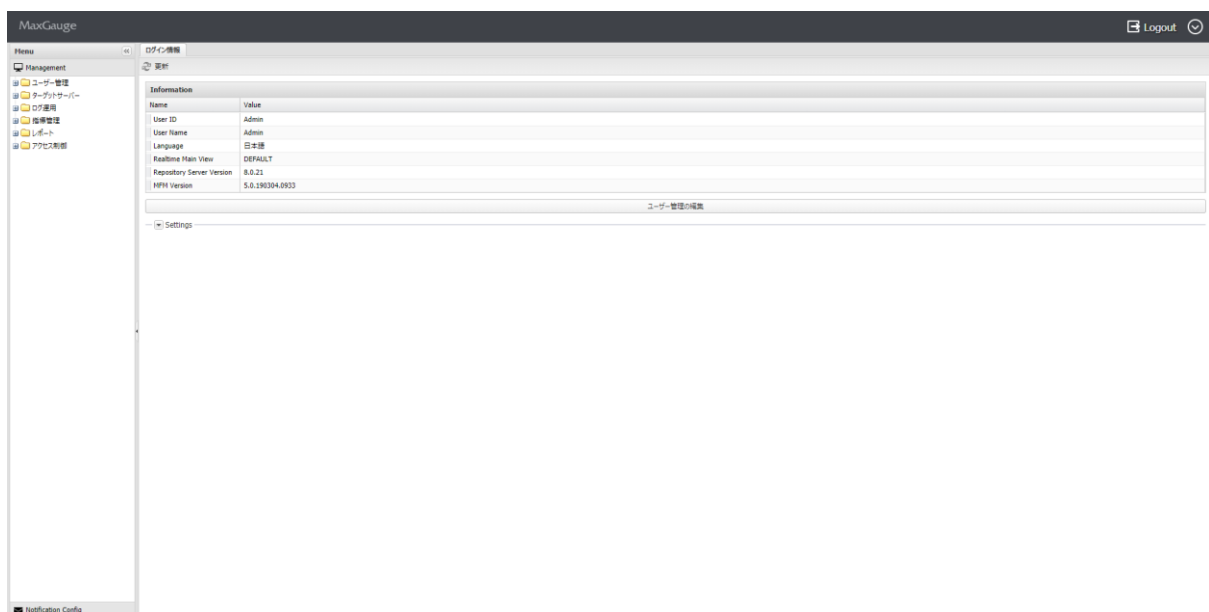 MaxGauge
Logout
Menu
ログイン情報
Management
更新
ユーザー管理
ターゲットサーバー
ログ運用
指標管理
レポート
アクセス制御
Information
Name Value
User ID Admin
User Name Admin
Language 日本語
Realtime Main View DEFAULT
Repository Server Version 8.0.21
MFM Version 5.0.190304.0933
ユーザー管理の編集
Settings
Notification Config